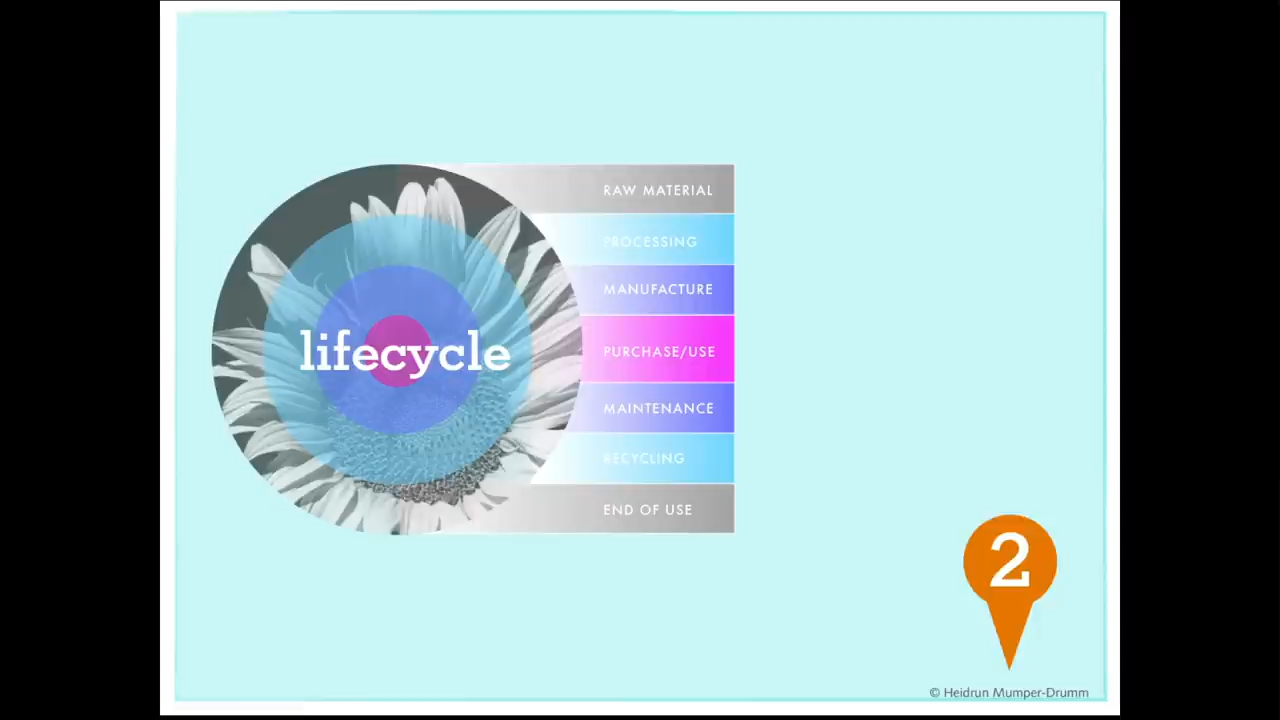 RAW MATERIAL
PROCESSING
MANUFACTURE
lifecycle
PURCHASE/USE
MAINTENANCE
RECYCLING
END OF USE
2
© Heidrun Mumper-Drumm